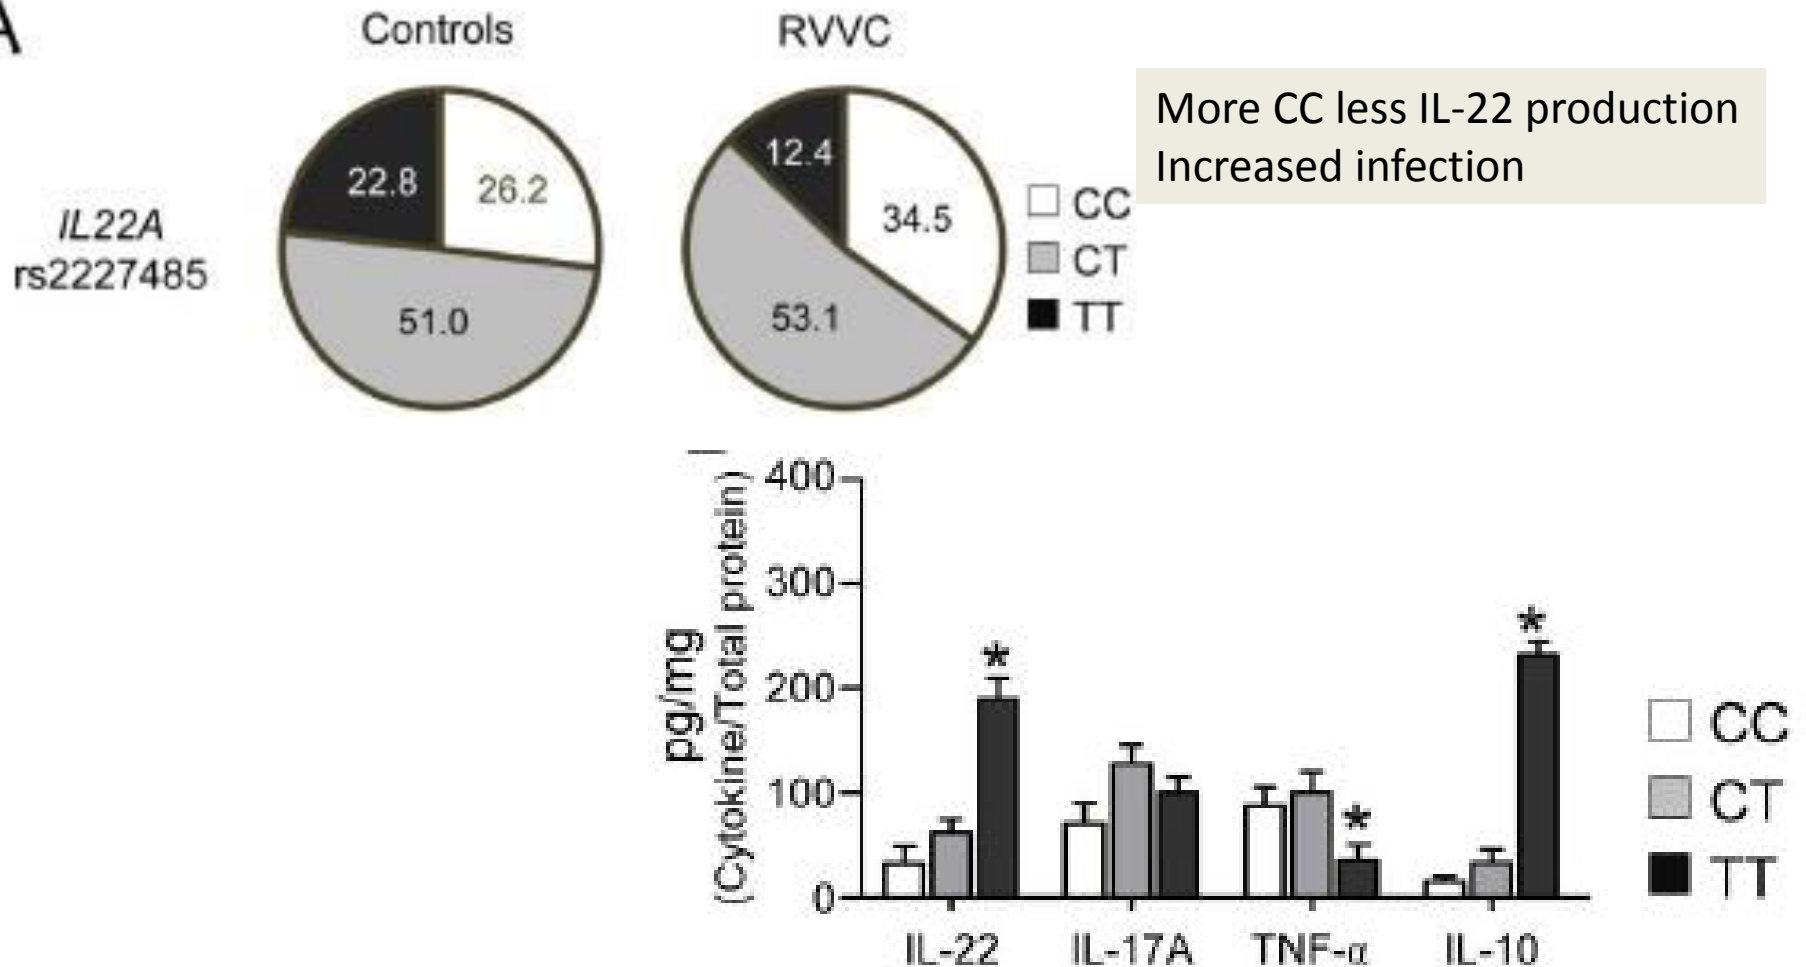 A
Controls
RVVC
More CC less IL-22 production
Increased infection
22.8
26.2
12.4
34.5
IL22A
rs2227485
51.0
53.1
CC
CT
TT
pg/mg
(Cytokine/Total protein)
400
300
200
100
0
*
*
*
IL-22
IL-17A
TNF-α
IL-10
CC
CT
TT